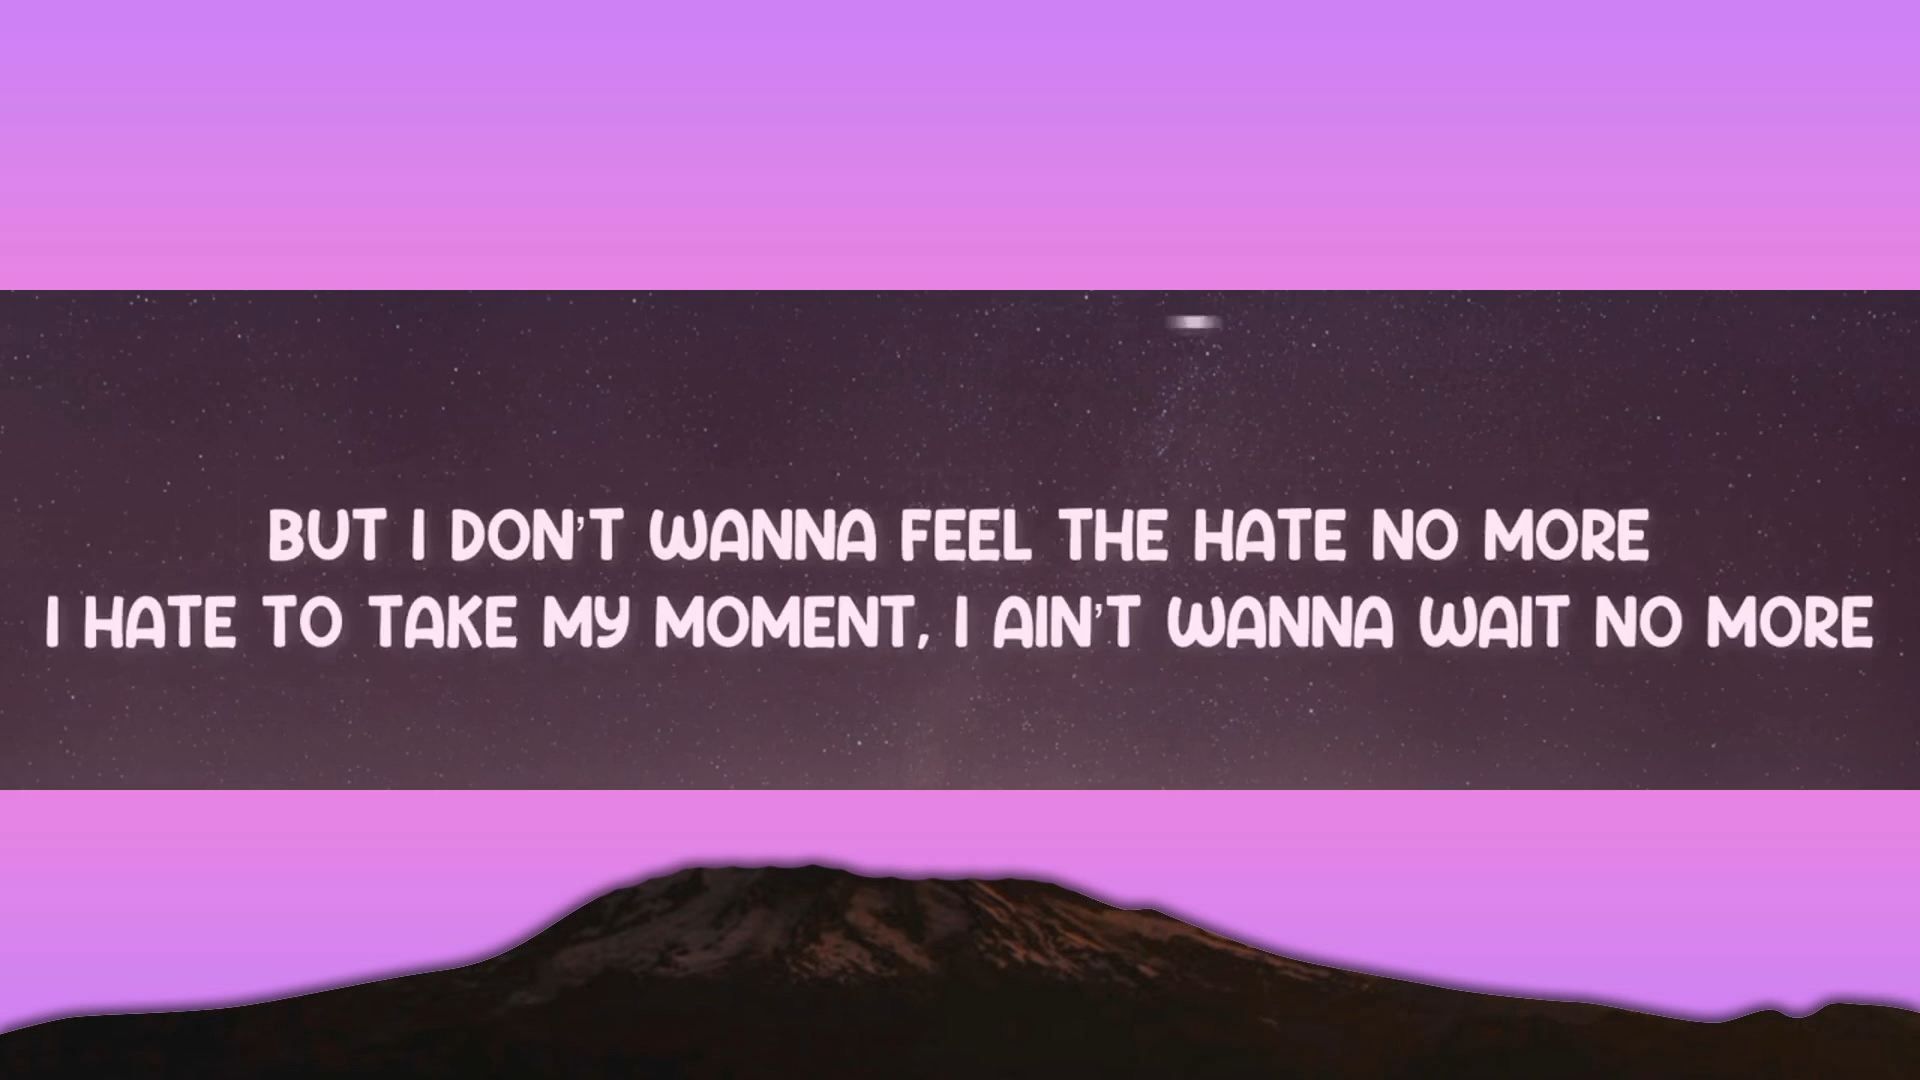 BUT I DON'T WANNA FEEL THE HATE NO MORE
I HATE TO TAKE MY MOMENT, I AIN'T WANNA WAIT NO MORE